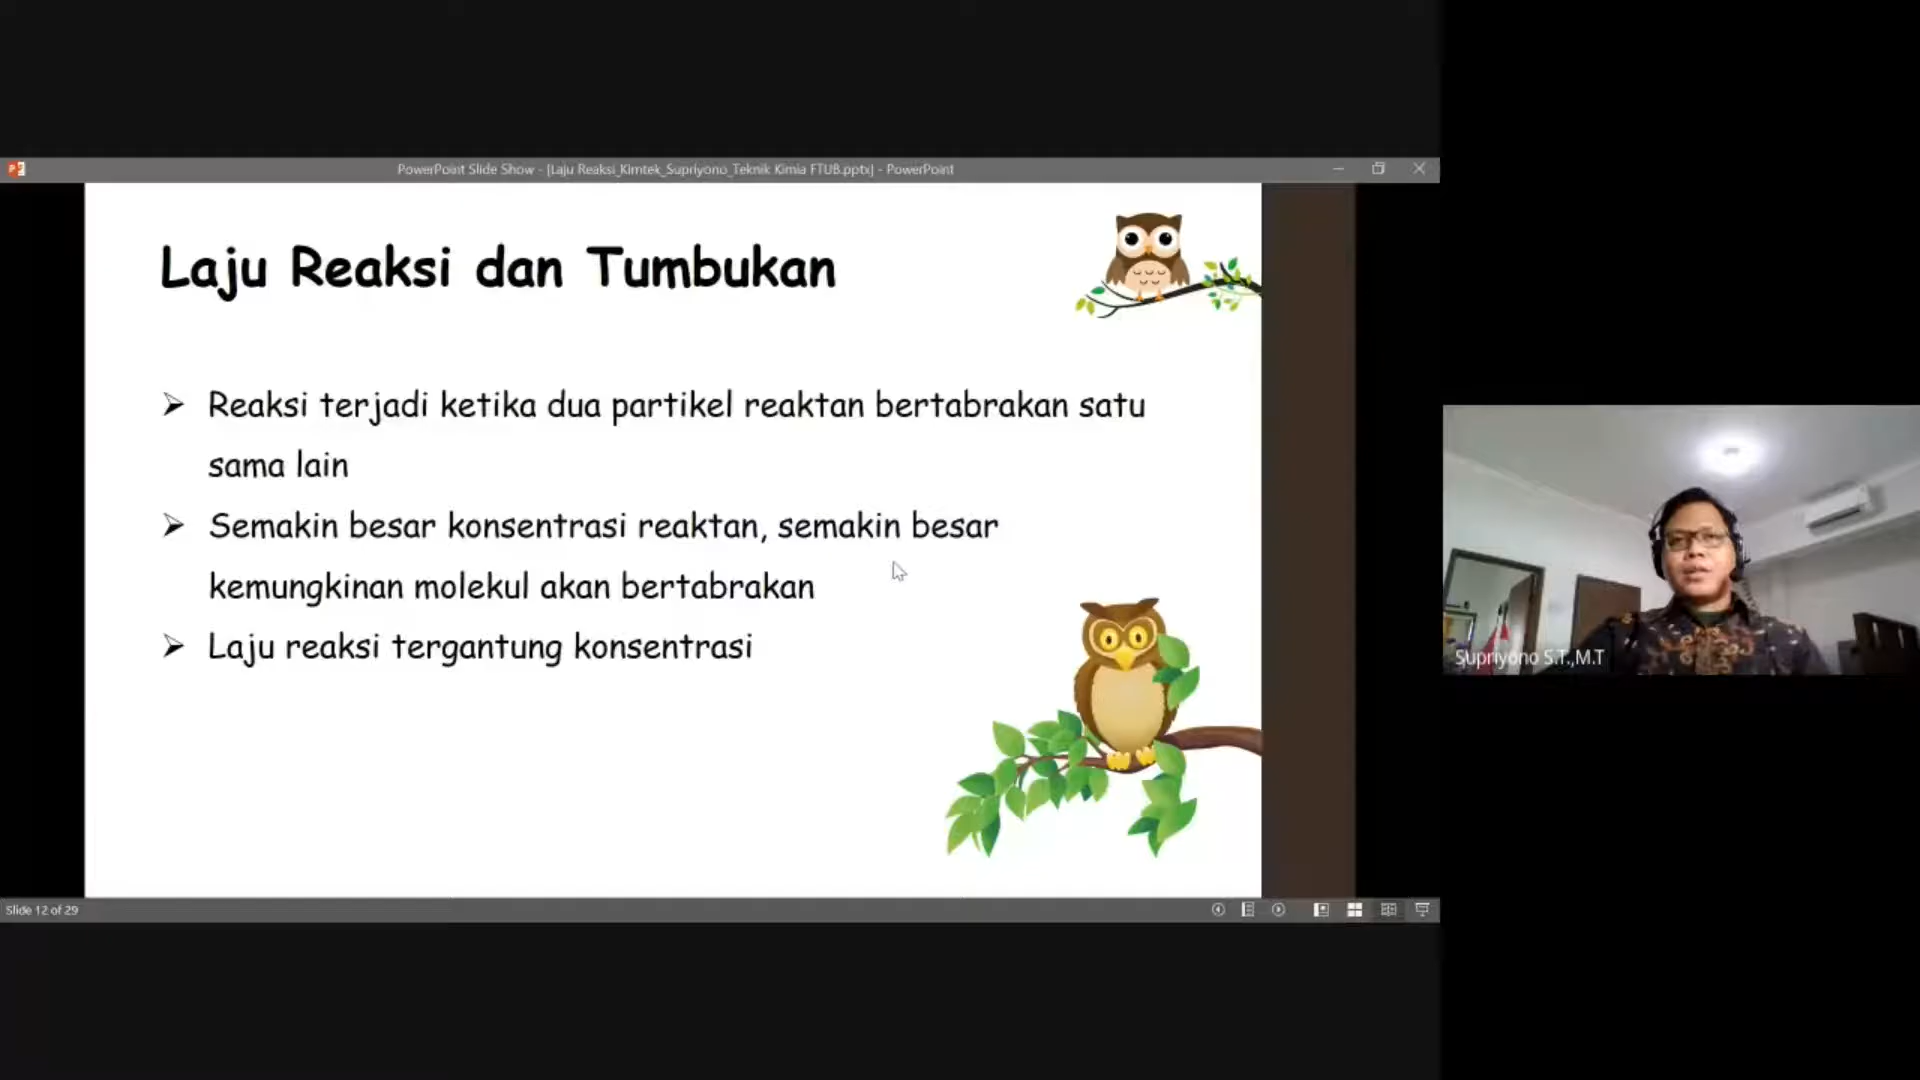 PowerPoint Slide Show - [Laju Reaksi_Kimtek_Supriyono_Teknik Kimia FTUB.pptx] - PowerPoint
Laju Reaksi dan Tumbukan
➢ Reaksi terjadi ketika dua partikel reaktan bertabrakan satu
sama lain
➢ Semakin besar konsentrasi reaktan, semakin besar
kemungkinan molekul akan bertabrakan
➢ Laju reaksi tergantung konsentrasi
Supriyono S.T.,M.T
Slide 12 of 29